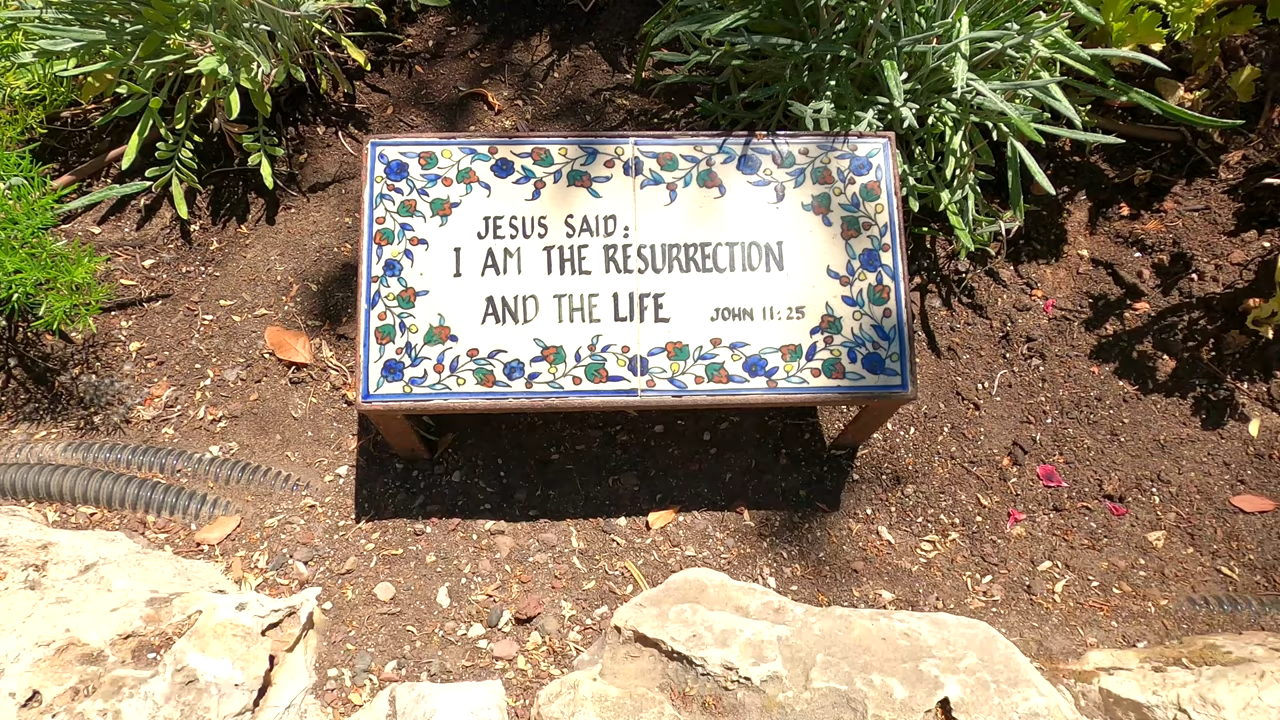 JESUS SAID:
I AM THE RESURRECTION
AND THE LIFE JOHN 11:25